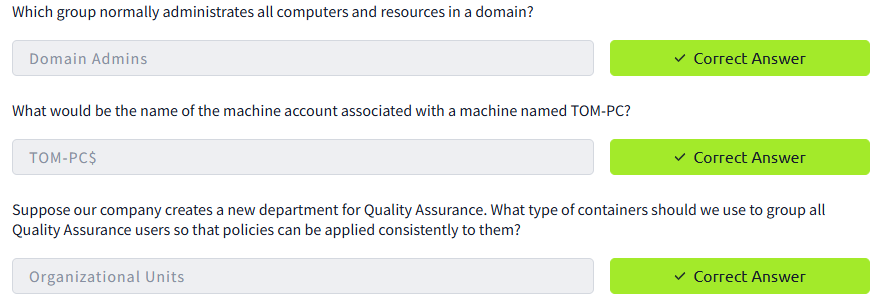 Which group normally administrates all computers and resources in a domain?
Domain Admins
✓ Correct Answer
What would be the name of the machine account associated with a machine named TOM-PC?
TOM-PC$
✓ Correct Answer
Suppose our company creates a new department for Quality Assurance. What type of containers should we use to group all
Quality Assurance users so that policies can be applied consistently to them?
Organizational Units
✓ Correct Answer